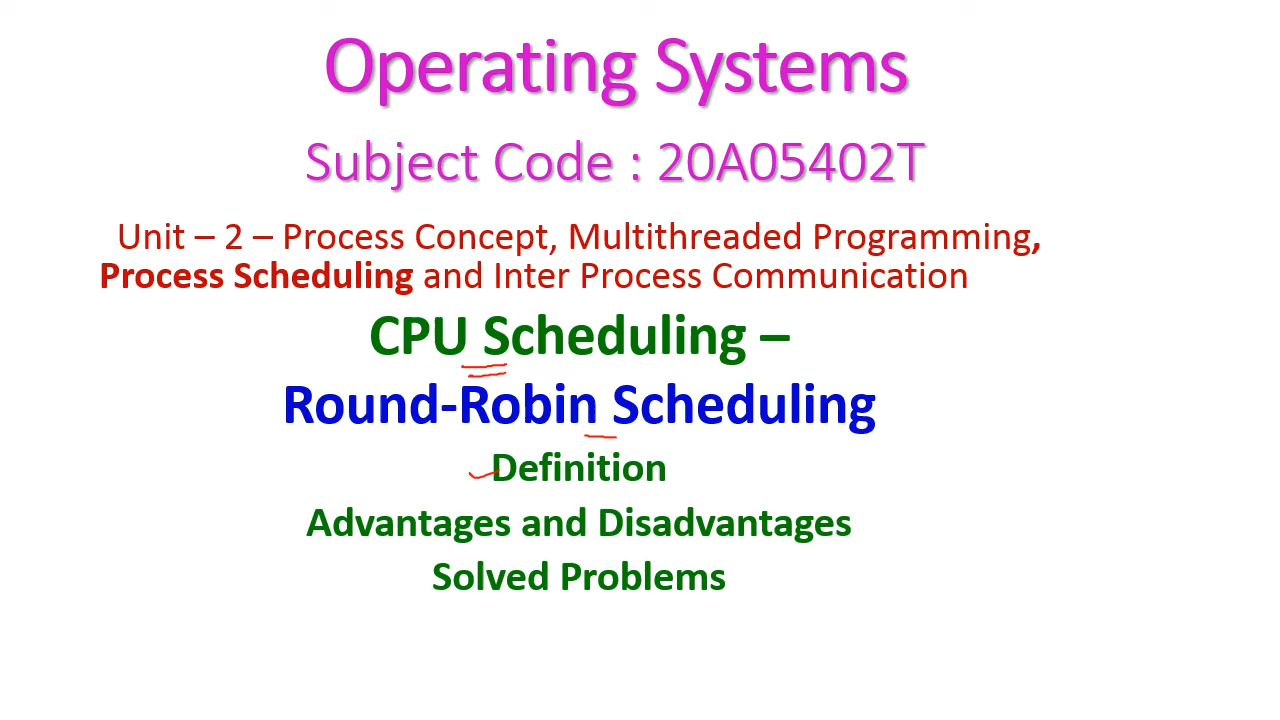 Operating Systems
Subject Code : 20A05402T
Unit – 2 – Process Concept, Multithreaded Programming,
Process Scheduling and Inter Process Communication
CPU Scheduling –
Round-Robin Scheduling
Definition
Advantages and Disadvantages
Solved Problems